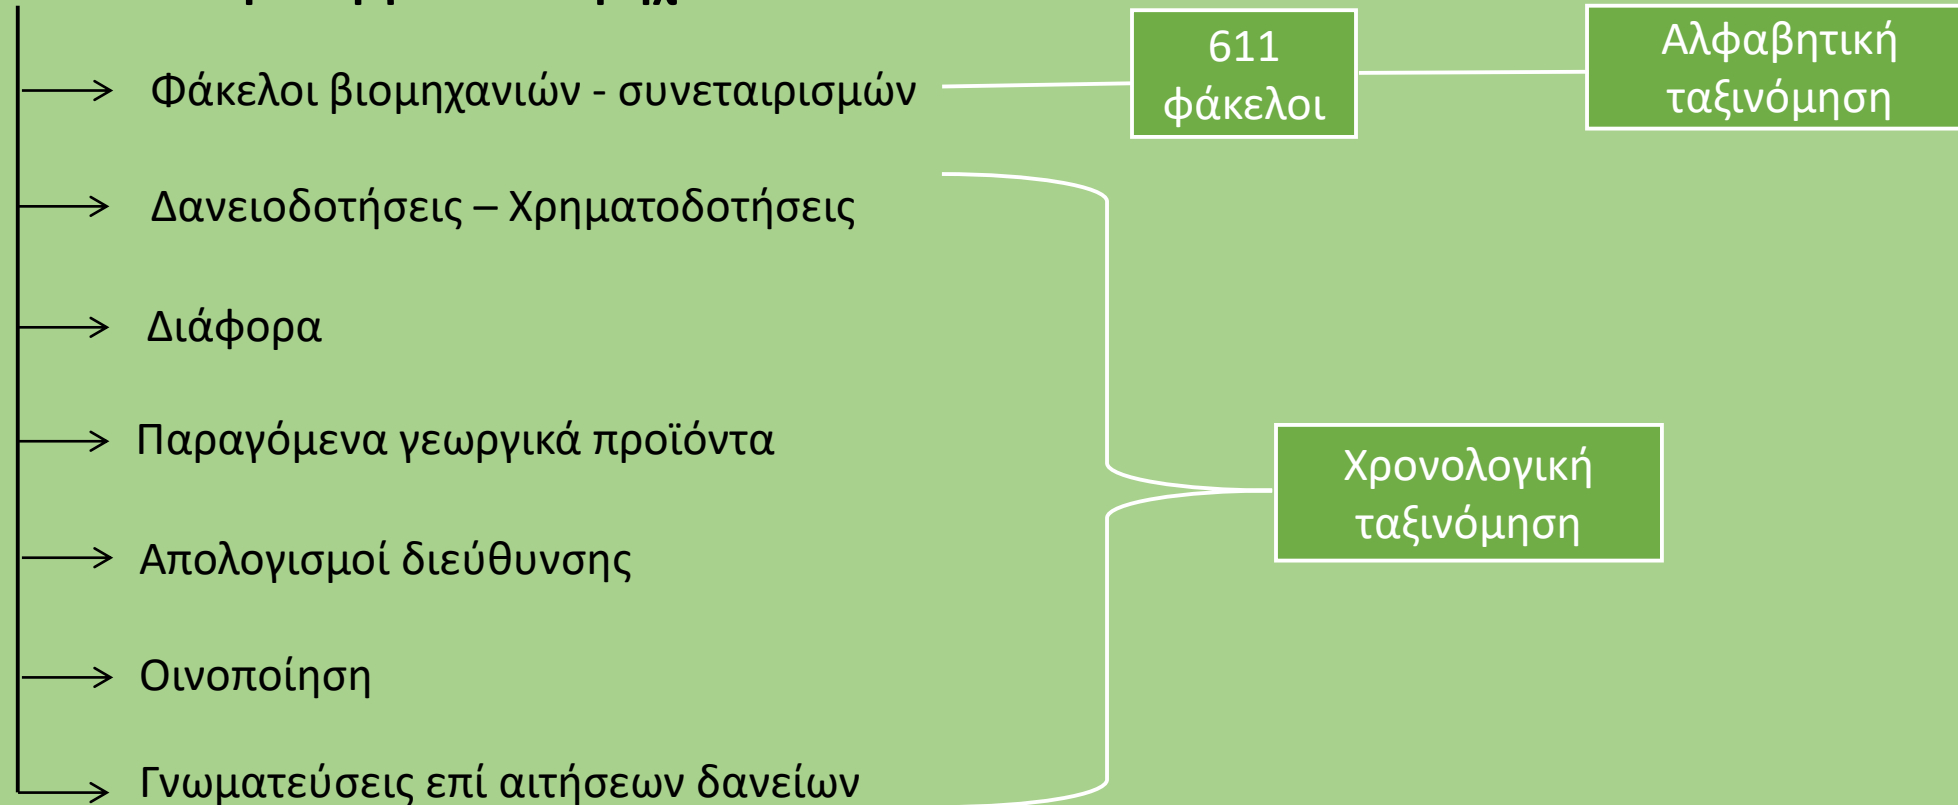 Φάκελοι βιομηχανιών - συνεταιρισμών
611
φάκελοι
Αλφαβητική
ταξινόμηση
Δανειοδοτήσεις – Χρηματοδοτήσεις
Διάφορα
Παραγόμενα γεωργικά προϊόντα
Χρονολογική
ταξινόμηση
Απολογισμοί διεύθυνσης
Οινοποίηση
Γνωματεύσεις επί αιτήσεων δανείων